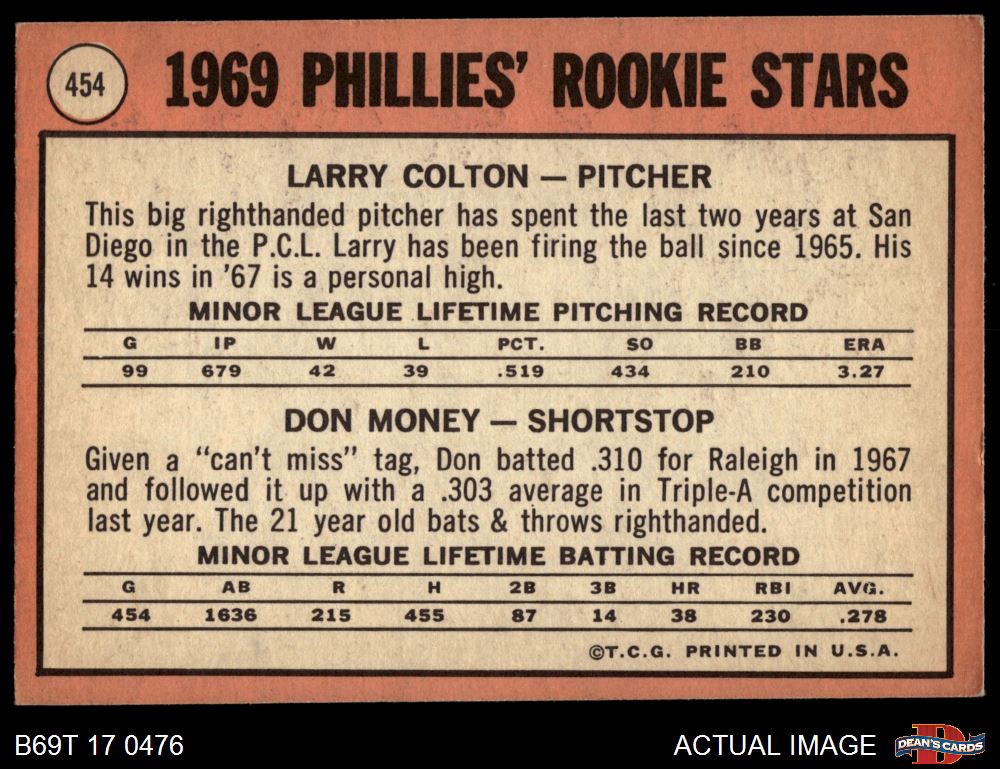 454
1969 PHILLIES' ROOKIE STARS
LARRY COLTON — PITCHER
This big righthanded pitcher has spent the last two years at San
Diego in the P.C.L. Larry has been firing the ball since 1965. His
14 wins in '67 is a personal high.
MINOR LEAGUE LIFETIME PITCHING RECORD
G IP W L PCT. SO BB ERA
99 679 42 39 .519 434 210 3.27
DON MONEY — SHORTSTOP
Given a “can't miss” tag, Don batted .310 for Raleigh in 1967
and followed it up with a .303 average in Triple-A competition
last year. The 21 year old bats & throws righthanded.
MINOR LEAGUE LIFETIME BATTING RECORD
G AB R H 2B 3B HR RBI AVG.
454 1636 215 455 87 14 38 230 .278
©T.C.G. PRINTED IN U.S.A.
B69T 17 0476
ACTUAL IMAGE
D
DEAN'S CARDS